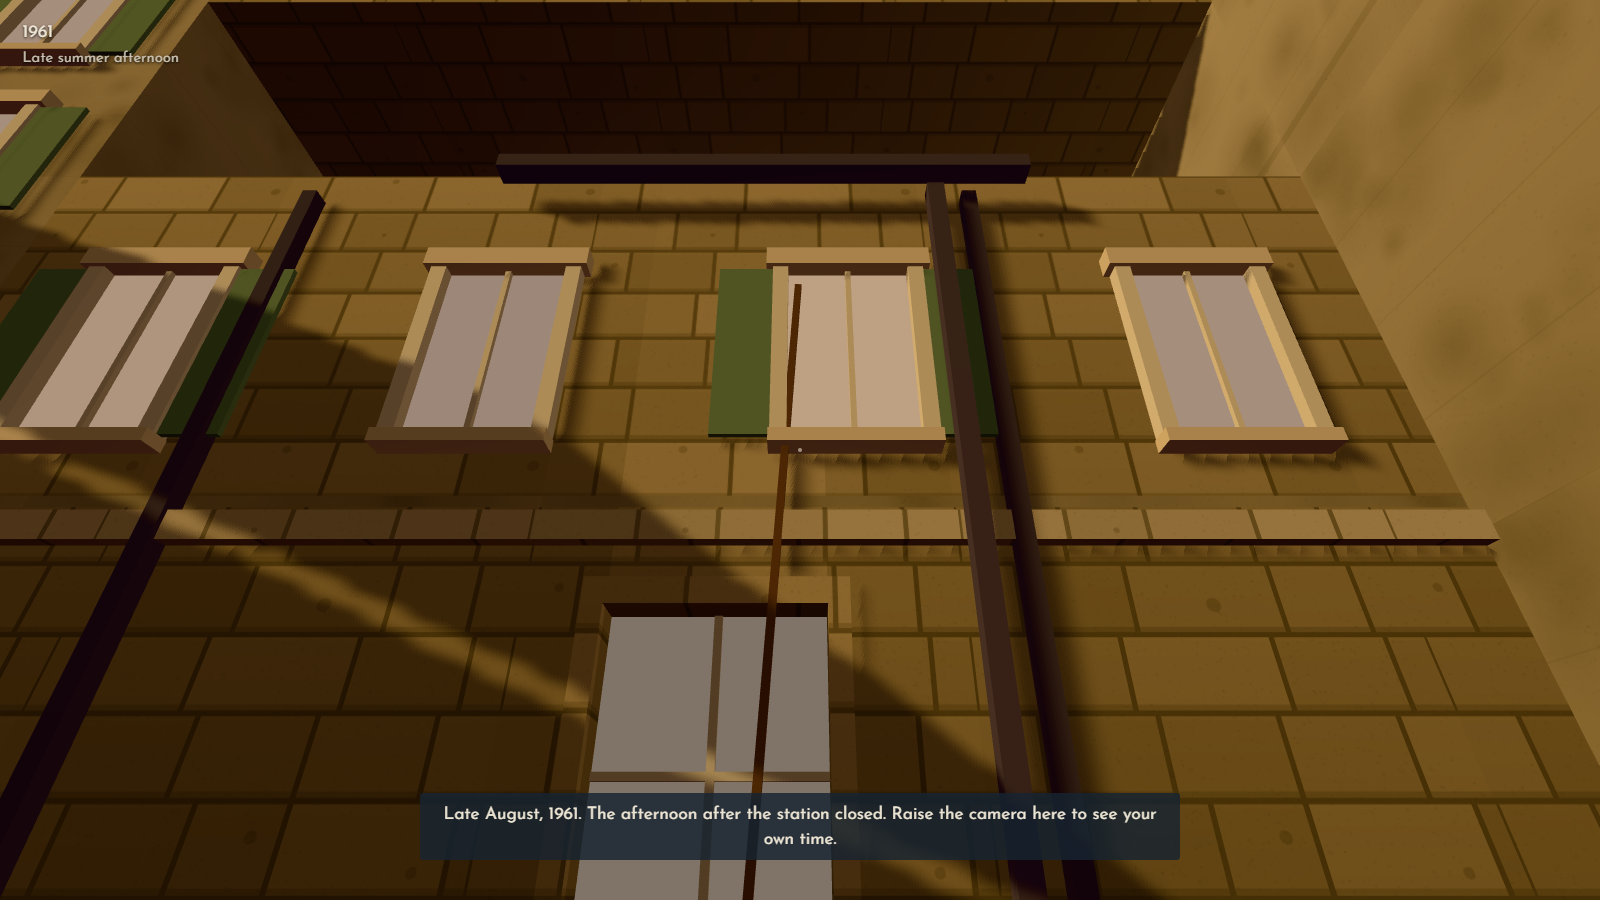 1961
Late summer afternoon
Late August, 1961. The afternoon after the station closed. Raise the camera here to see your
own time.